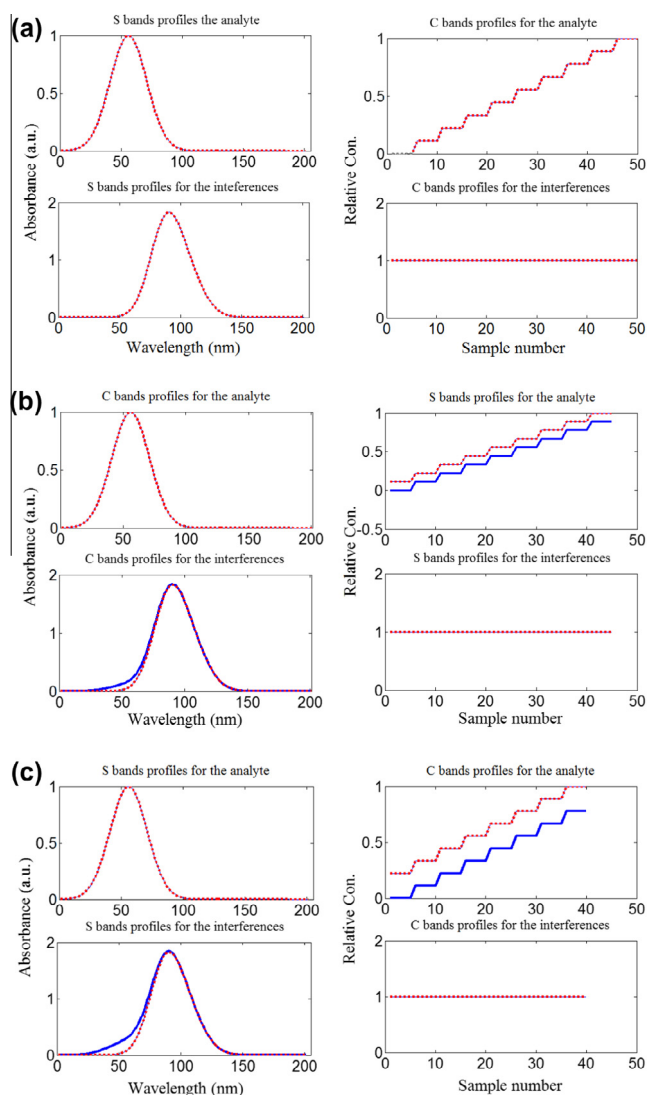 (a)
S bands profiles the analyte
1
0.5
0
0 50 100 150 200
S bands profiles for the inteferences
2
1
0
0 50 100 150 200
Wavelength (nm)
Absorbance (a.u.)
C bands profiles for the analyte
1
0.5
0
0 10 20 30 40 50
C bands profiles for the interferences
2
1
0
0 10 20 30 40 50
Sample number
Relative Con.
(b)
C bands profiles for the analyte
1
0.5
0
0 50 100 150 200
C bands profiles for the interferences
2
1
0
0 50 100 150 200
Wavelength (nm)
Absorbance (a.u.)
S bands profiles for the analyte
1
0.5
0
-0.5
0 10 20 30 40 50
S bands profiles for the interferences
2
1
0
0 10 20 30 40 50
Sample number
Relative Con.
(c)
S bands profiles for the analyte
1
0.5
0
0 50 100 150 200
S bands profiles for the interferences
2
1
0
0 50 100 150 200
Wavelength (nm)
Absorbance (a.u.)
C bands profiles for the analyte
1
0.5
0
0 10 20 30 40 50
C bands profiles for the interferences
2
1
0
0 10 20 30 40 50
Sample number
Relative Con.